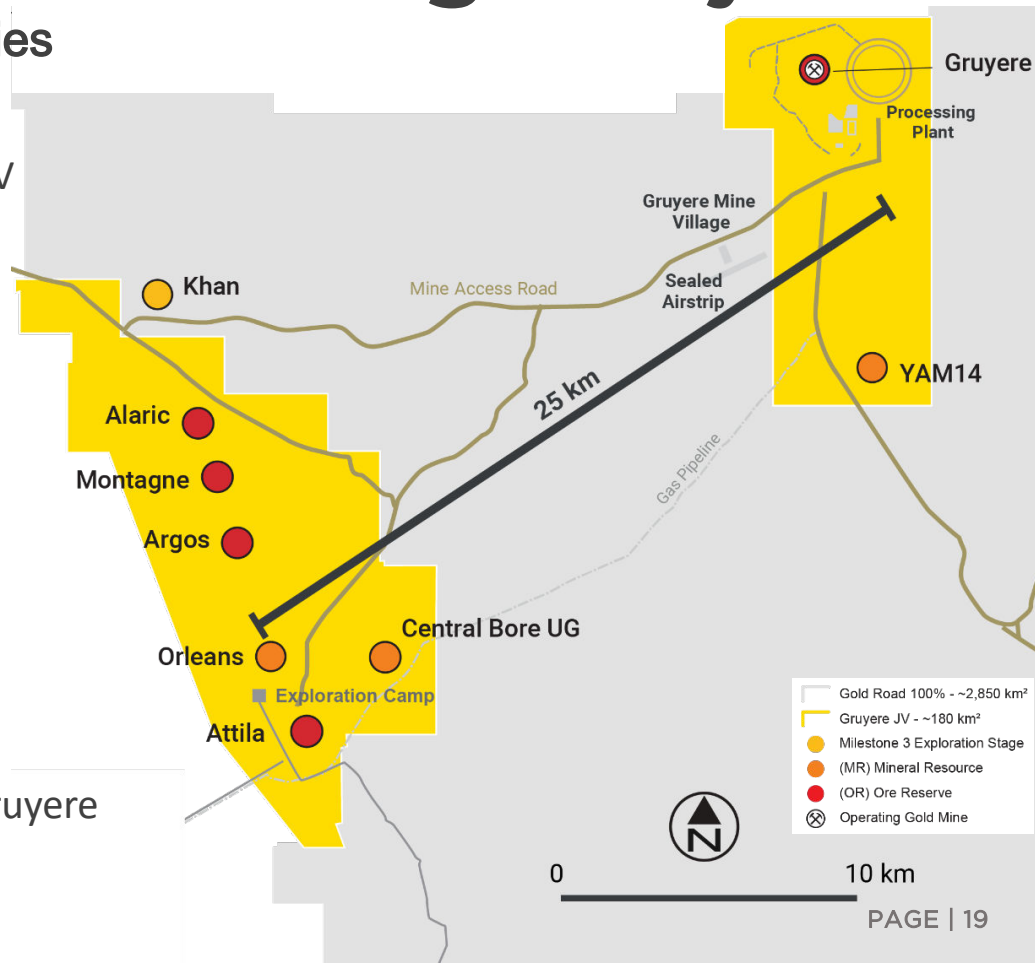 ies
V
Gruyere
Processing
Plant
Gruyere Mine
Village
Sealed
Airstrip
Khan
Mine Access Road
25 km
YAM14
Alaric
Montagne
Gas Pipeline
Argos
Central Bore UG
Orleans
Exploration Camp
Attila
Gold Road 100% - ~2,850 km²
Gruyere JV - ~180 km²
Milestone 3 Exploration Stage
(MR) Mineral Resource
(OR) Ore Reserve
Operating Gold Mine
ruyere
N
0 10 km
PAGE | 19